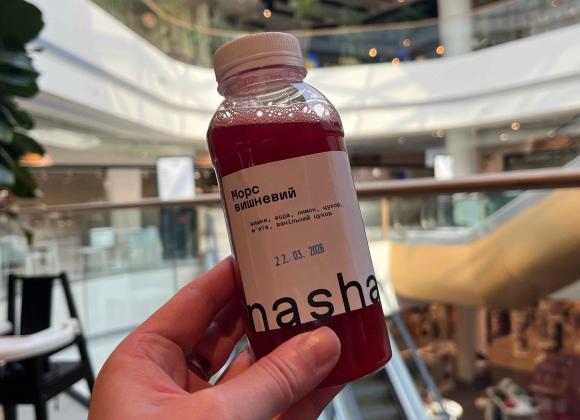 Морс
вишневий
вишня, вода, лимон, цукор,
м'ята, ванільний цукор
22. 03. 2026
nasha